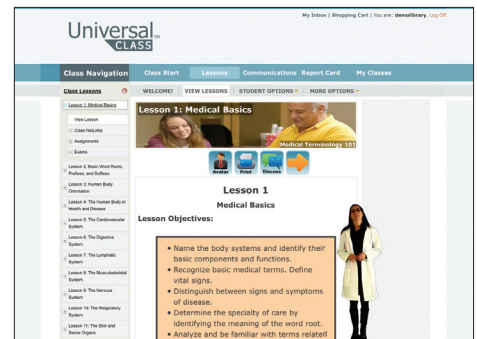 My Inbox | Shopping Cart | You are: demolibrary. Log Off
Universal™
CLASS
Class Navigation
Class Start
Lessons
Communications
Report Card
My Classes
Class Lessons
WELCOME!
VIEW LESSONS
STUDENT OPTIONS
MORE OPTIONS
Lesson 1: Medical Basics
View Lesson
Class NetLinks
Assignments
Exams
Lesson 2: Basic Word Roots,
Prefixes, and Suffixes
Lesson 3: Human Body
Orientation
Lesson 4: The Human Body in
Health and Disease
Lesson 5: The Cardiovascular
System
Lesson 6: The Digestive
System
Lesson 7: The Lymphatic
System
Lesson 8: The Musculoskeletal
System
Lesson 9: The Nervous
System
Lesson 10: The Respiratory
System
Lesson 11: The Skin and
Sense Organs
Lesson 1: Medical Basics
Medical Terminology 101
Avatar
Print
Discuss
Lesson 1
Medical Basics
Lesson Objectives:
• Name the body systems and identify their
basic components and functions.
• Recognize basic medical terms. Define
vital signs.
• Distinguish between signs and symptoms
of disease.
• Determine the specialty of care by
identifying the meaning of the word root.
• Analyze and be familiar with terms related